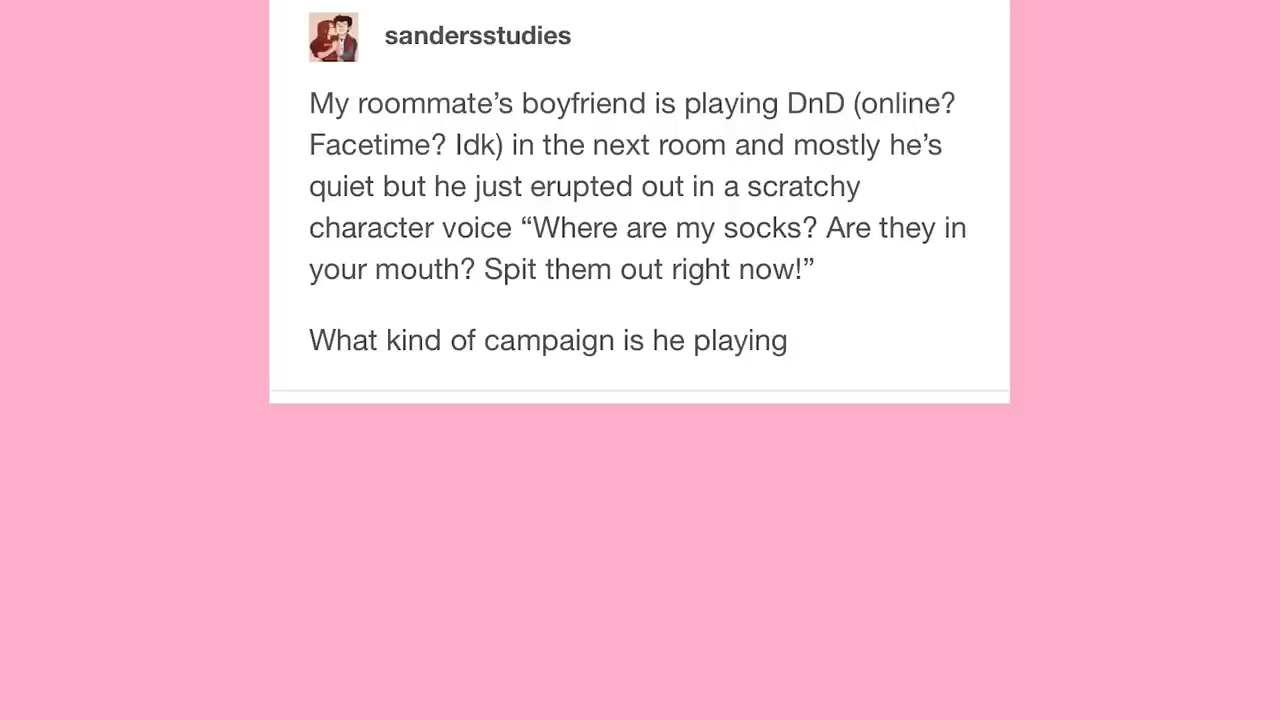 sandersstudies
My roommate’s boyfriend is playing DnD (online?
Facetime? Idk) in the next room and mostly he’s
quiet but he just erupted out in a scratchy
character voice “Where are my socks? Are they in
your mouth? Spit them out right now!”
What kind of campaign is he playing